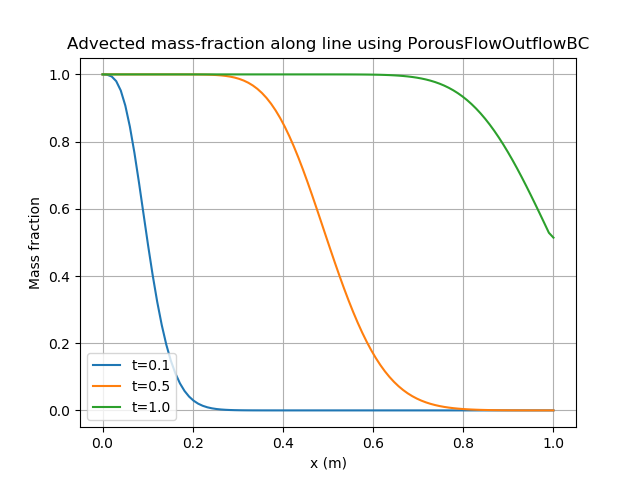 Advected mass-fraction along line using PorousFlowOutflowBC
Mass fraction
1.0
0.8
0.6
0.4
0.2
0.0
t=0.1
t=0.5
t=1.0
0.0 0.2 0.4 0.6 0.8 1.0
x (m)